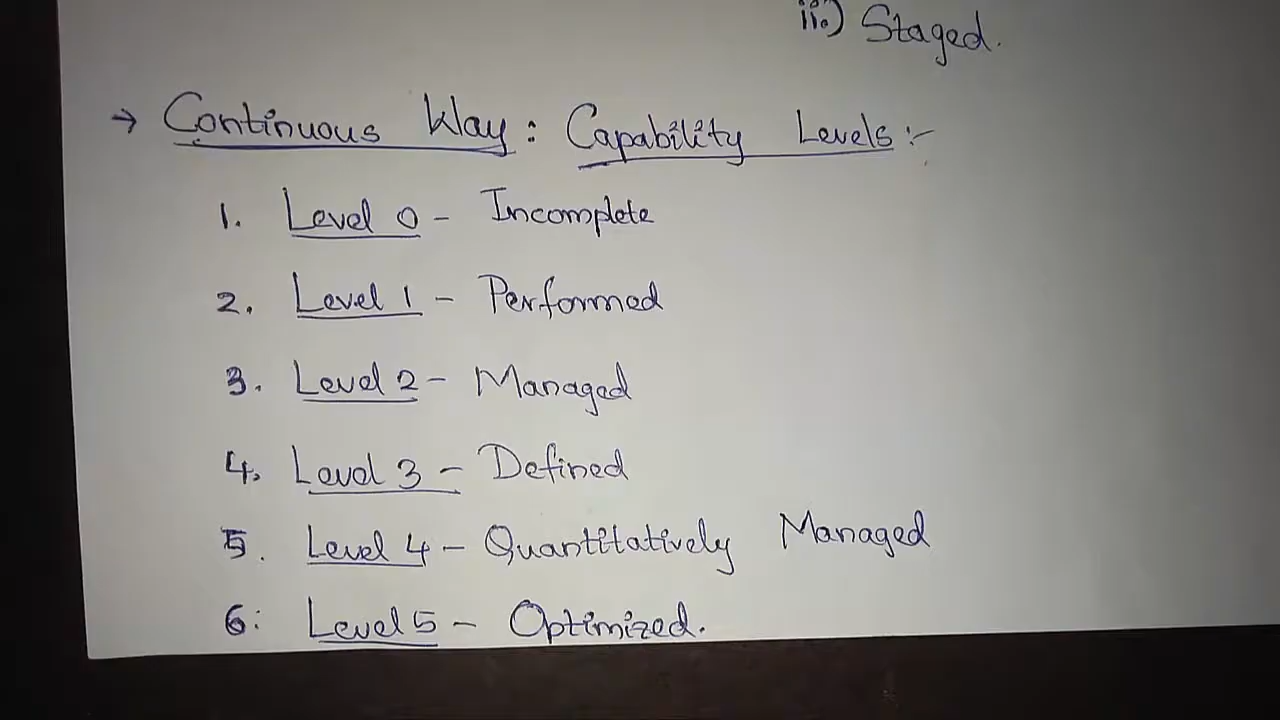 ii.) Staged.
→ Continuous Way : Capability Levels :-
1. Level 0 - Incomplete
2. Level 1 - Performed
3. Level 2 - Managed
4. Level 3 - Defined
5. Level 4 - Quantitatively Managed
6: Level 5 - Optimized.